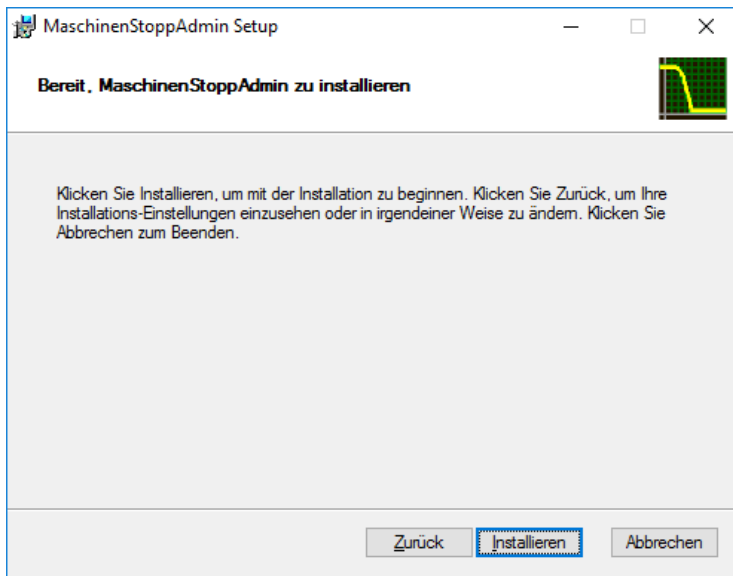 MaschinenStoppAdmin Setup
Bereit, MaschinenStoppAdmin zu installieren
Klicken Sie Installieren, um mit der Installation zu beginnen. Klicken Sie Zurück, um Ihre
Installations-Einstellungen einzusehen oder in irgendeiner Weise zu ändern. Klicken Sie
Abbrechen zum Beenden.
Zurück Installieren Abbrechen